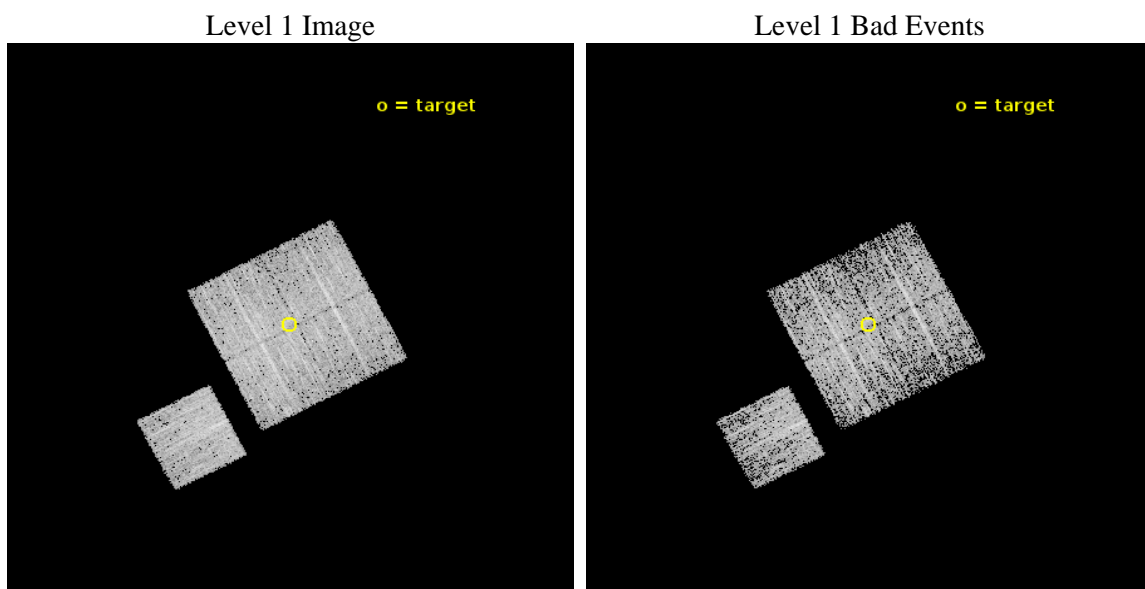 Level 1 Image
Level 1 Bad Events
o = target
o = target